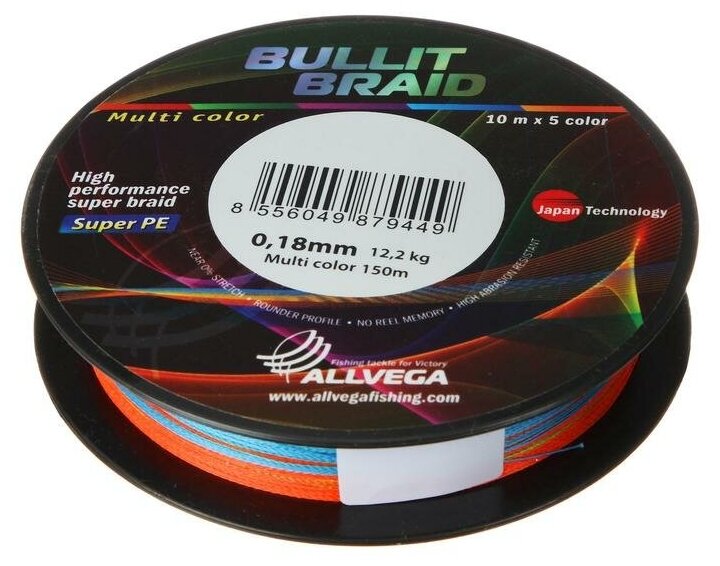 BULLIT
BRAID
Multi color
10 m x 5 color
High
performance
super braid
Super PE
8 556049 879449
0,18mm 12,2 kg
Multi color 150m
Japan Technology
NEAR 0% STRETCH • ROUNDER PROFILE • NO REEL MEMORY • HIGH ABRASION RESISTANT
Fishing tackle for Victory
ALLVEGA
www.allvegafishing.com